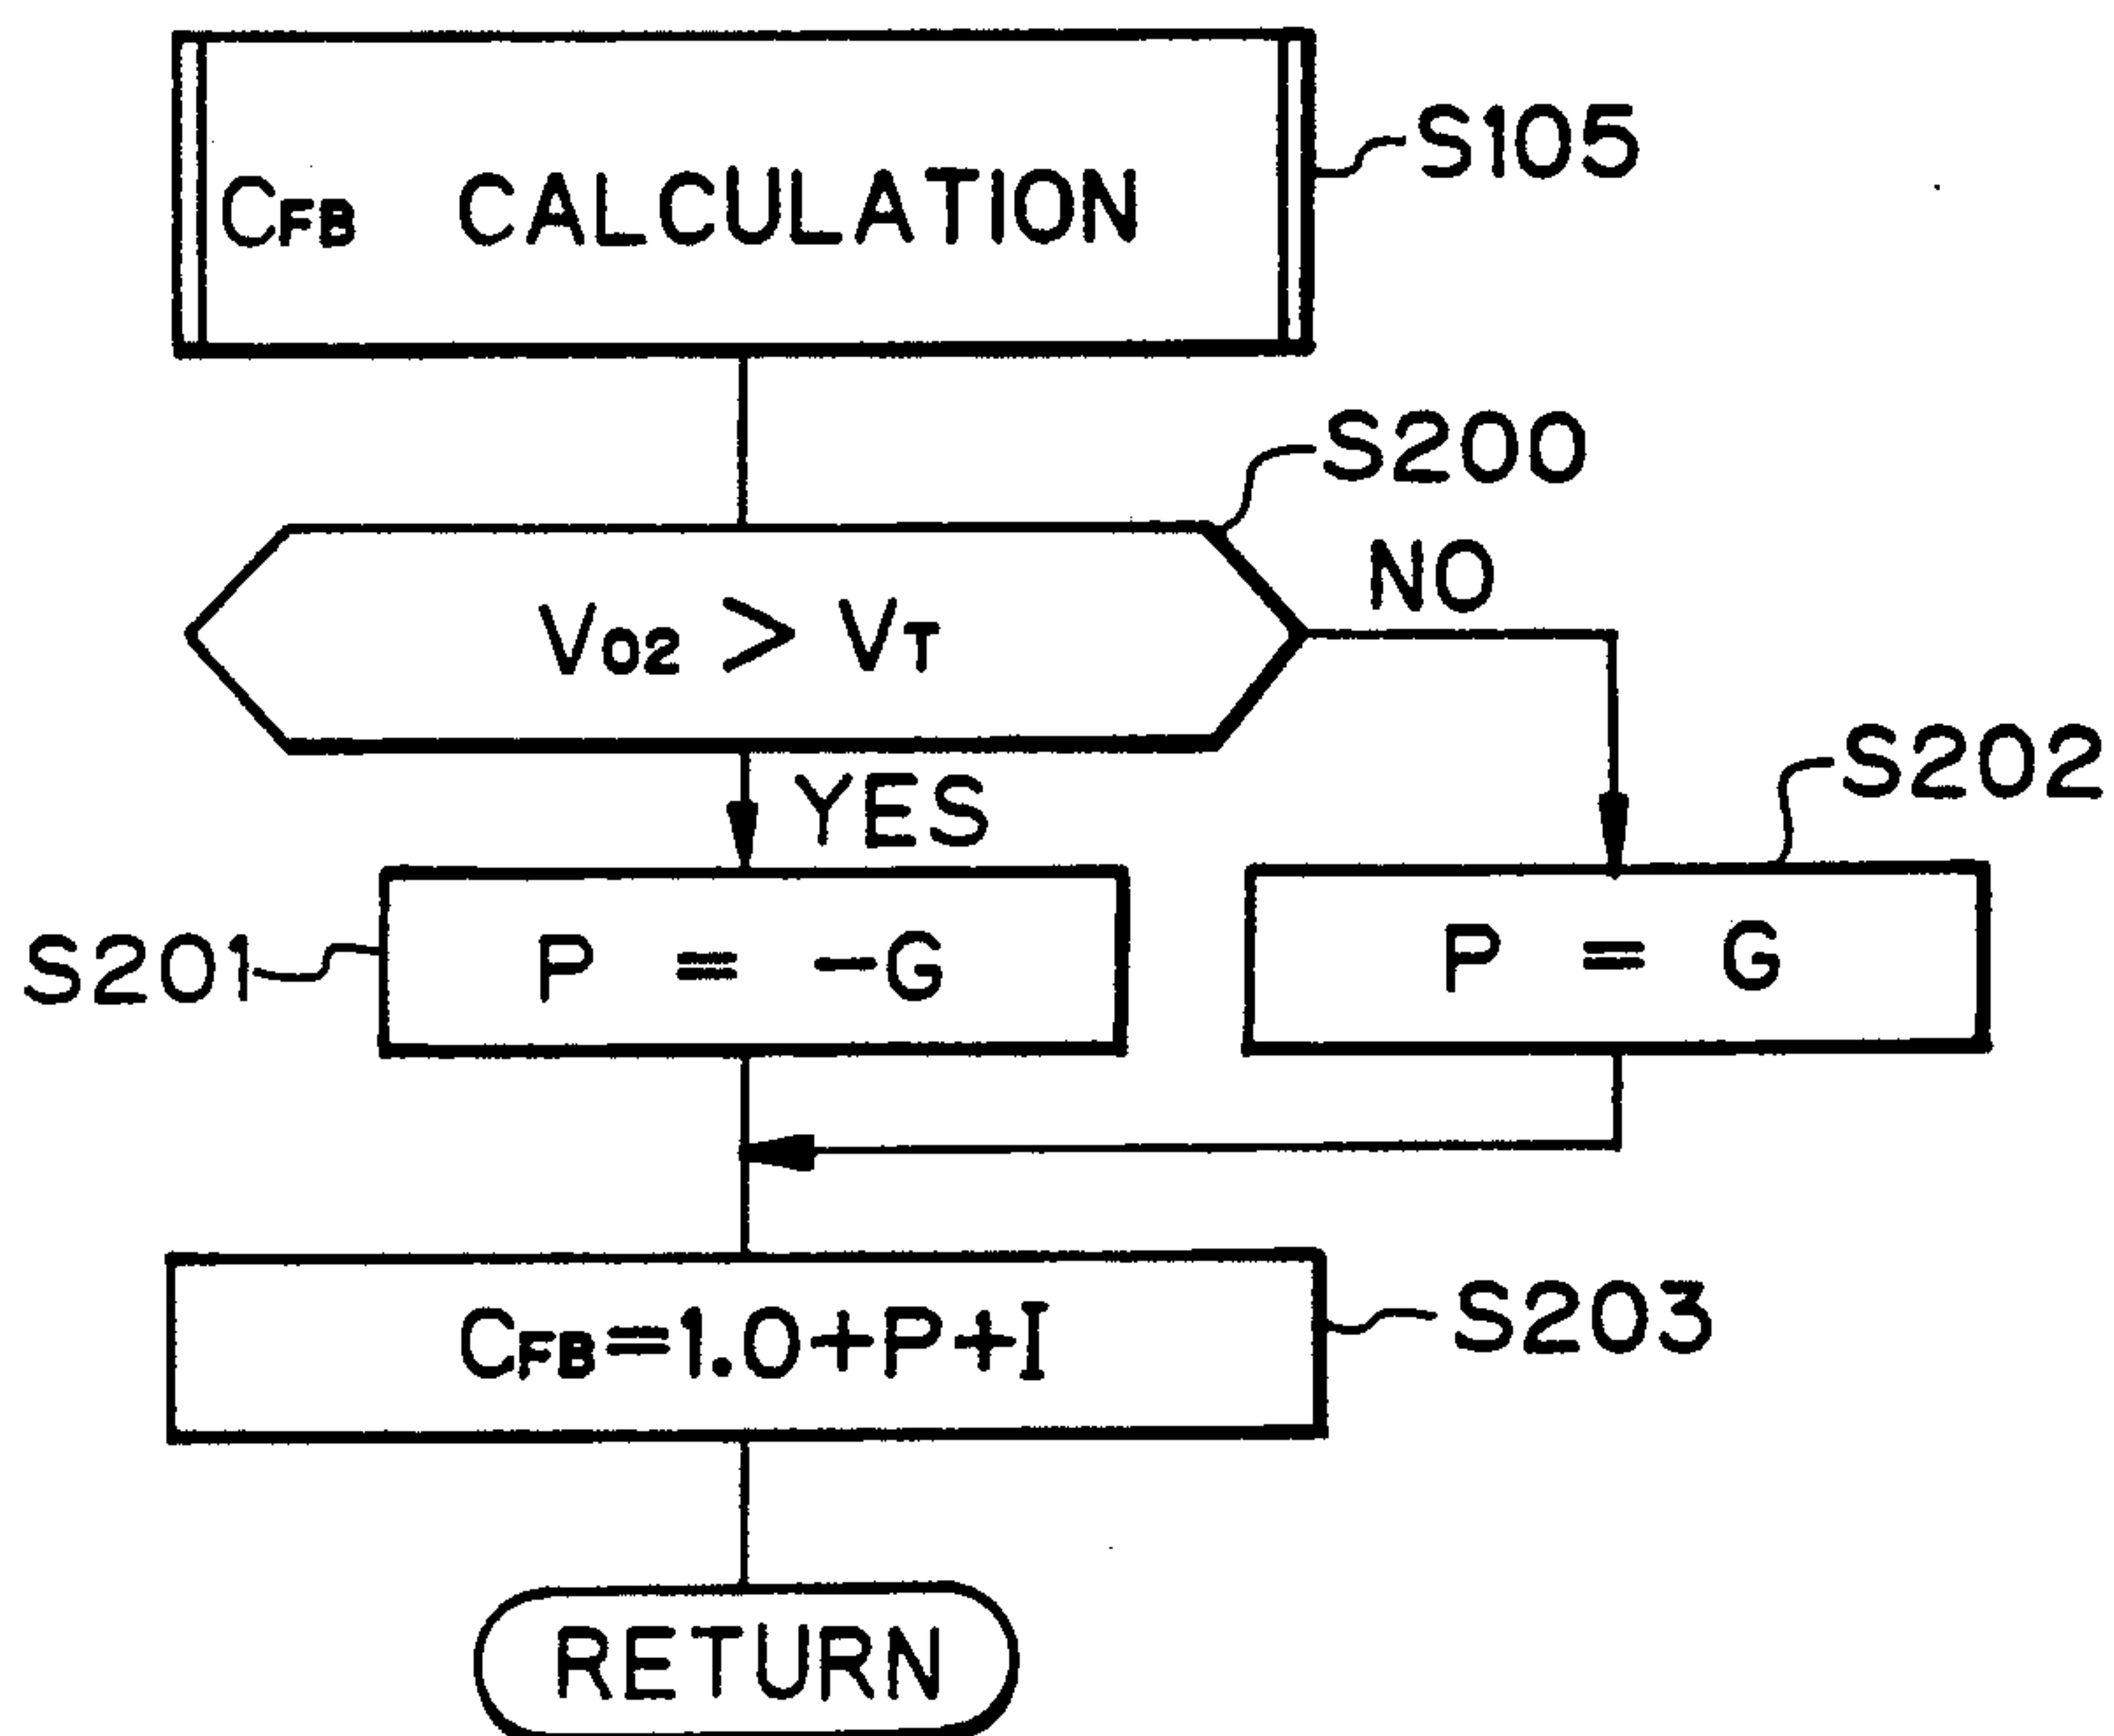 CFB CALCULATION
S105
S200
VO2 > VT
NO
YES
S202
S201
P = -G
P = G
CFB=1.0+P+I
S203
RETURN